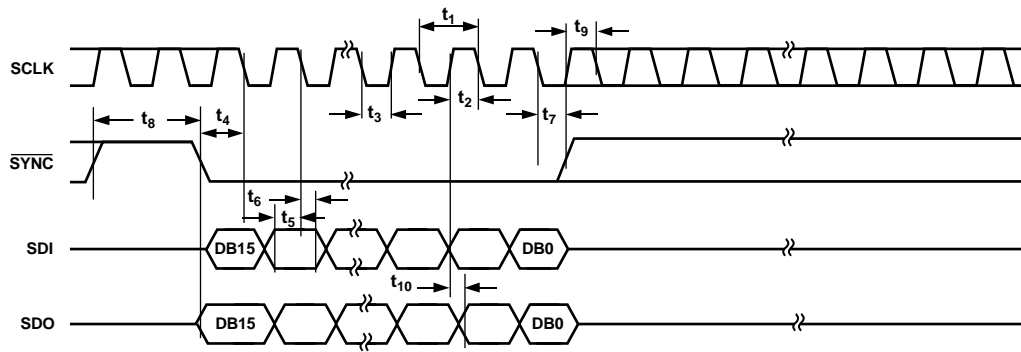 t1
t9
SCLK
t2
t3
t7
t8
t4
SYNC
t6
t5
SDI
DB15
DB0
t10
SDO
DB15
DB0